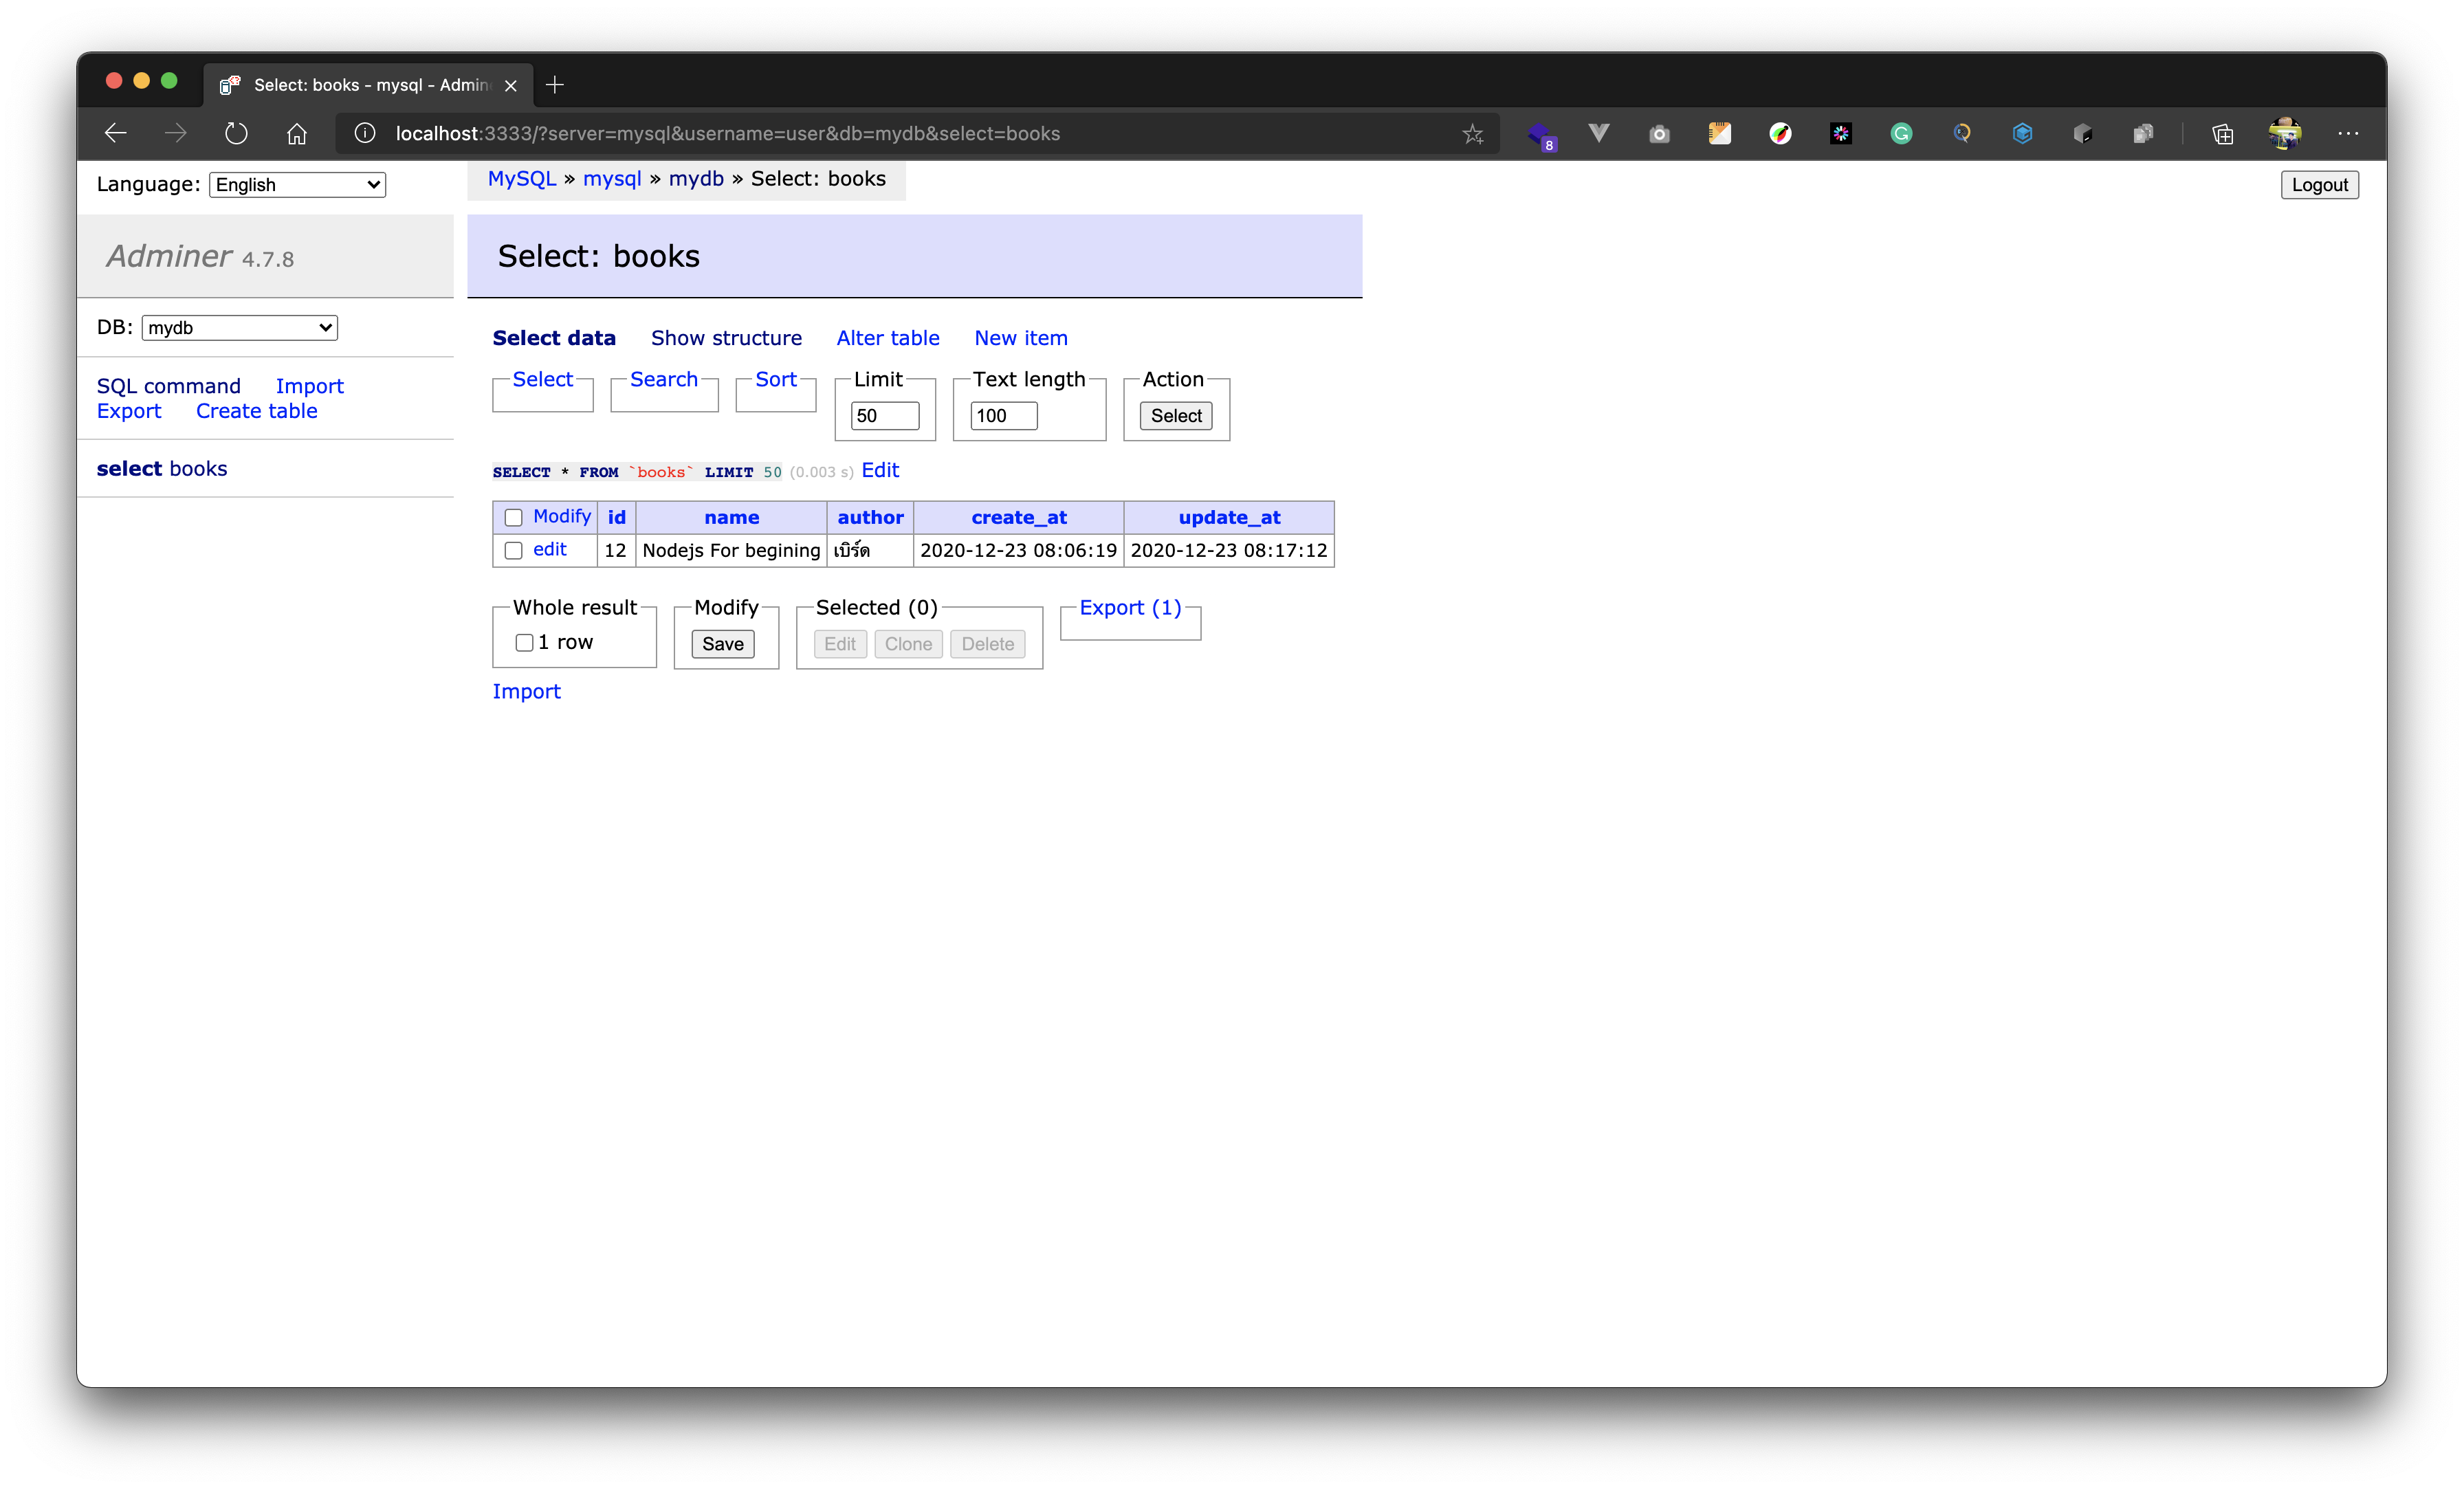 Select: books - mysql - Admin
localhost:3333/?server=mysql&username=user&db=mydb&select=books
8
Language: English
MySQL » mysql » mydb » Select: books
Logout
Adminer 4.7.8
Select: books
DB: mydb
Select data Show structure Alter table New item
SQL command Import
Export Create table
Select Search Sort Limit Text length Action
50 100 Select
select books
SELECT * FROM `books` LIMIT 50 (0.003 s) Edit
Modify id name author create_at update_at
edit 12 Nodejs For begining เบิร์ด 2020-12-23 08:06:19 2020-12-23 08:17:12
Whole result Modify Selected (0) Export (1)
1 row Save Edit Clone Delete
Import